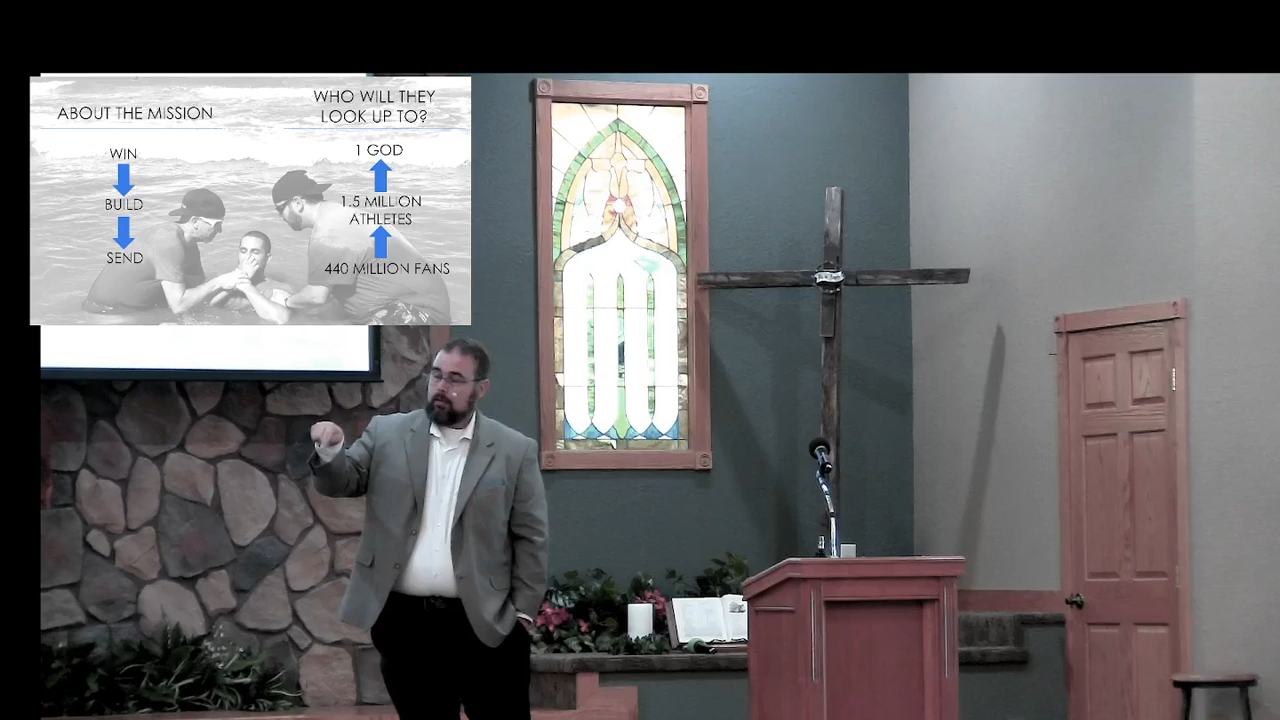 ABOUT THE MISSION
WIN
BUILD
SEND
WHO WILL THEY
LOOK UP TO?
1 GOD
1.5 MILLION
ATHLETES
440 MILLION FANS